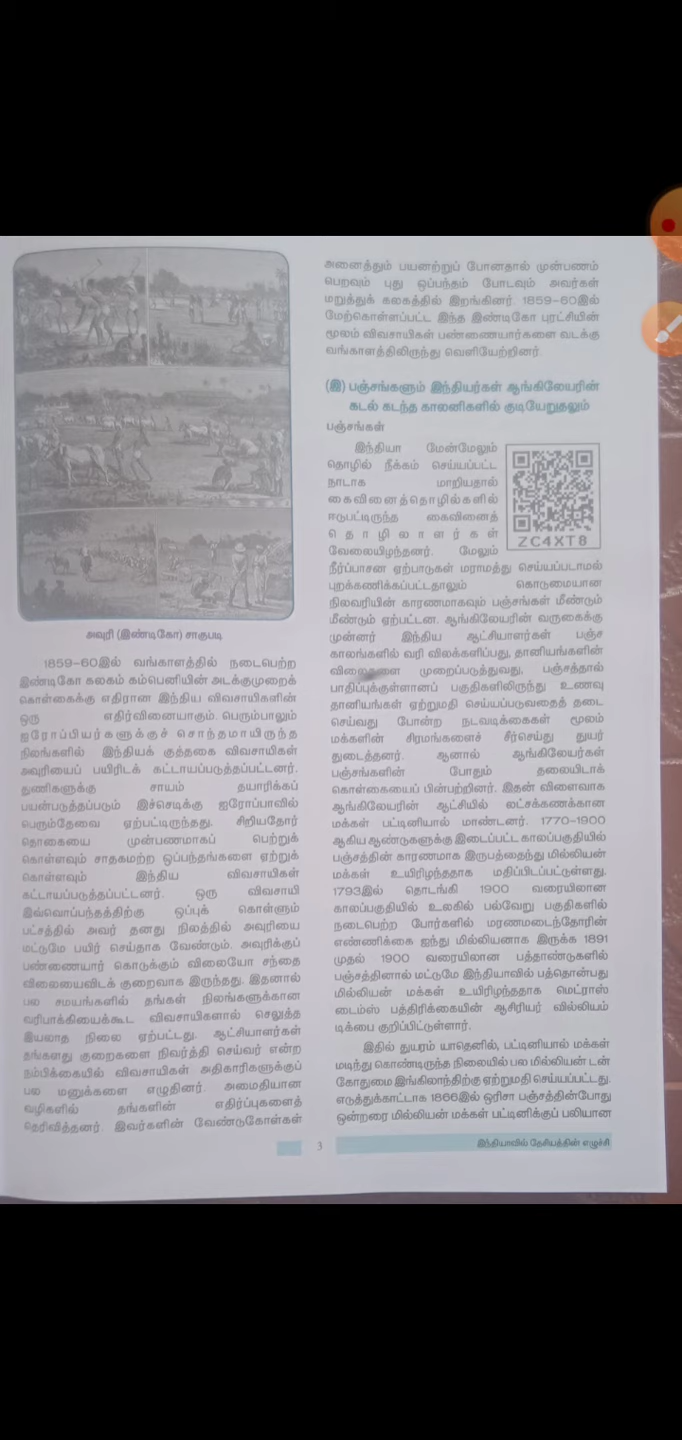 அவுரி (இண்டிகோ) சாகுபடி
1859-60இல் வங்காளத்தில் நடைபெற்ற
இண்டிகோ கலகம் கம்பெனியின் அடக்குமுறைக்
கொள்கைக்கு எதிரான இந்திய விவசாயிகளின்
ஒரு எதிர்வினையாகும். பெரும்பாலும்
ஐரோப்பியர்களுக்குச் சொந்தமாயிருந்த
நிலங்களில் இந்தியக் குத்தகை விவசாயிகள்
அவுரியைப் பயிரிடக் கட்டாயப்படுத்தப்பட்டனர்.
துணிகளுக்கு சாயம் தயாரிக்கப்
பயன்படுத்தப்படும் இச்செடிக்கு ஐரோப்பாவில்
பெரும்தேவை ஏற்பட்டிருந்தது. சிறியதோர்
தொகையை முன்பணமாகப் பெற்றுக்
கொள்ளவும் சாதகமற்ற ஒப்பந்தங்களை ஏற்றுக்
கொள்ளவும் இந்திய விவசாயிகள்
கட்டாயப்படுத்தப்பட்டனர். ஒரு விவசாயி
இவ்வொப்பந்தத்திற்கு ஒப்புக் கொள்ளும்
பட்சத்தில் அவர் தனது நிலத்தில் அவுரியை
மட்டுமே பயிர் செய்தாக வேண்டும். அவுரிக்குப்
பண்ணையார் கொடுக்கும் விலையோ சந்தை
விலையைவிடக் குறைவாக இருந்தது. இதனால்
பல சமயங்களில் தங்கள் நிலங்களுக்கான
வரிபாக்கியைக்கூட விவசாயிகளால் செலுத்த
இயலாத நிலை ஏற்பட்டது. ஆட்சியாளர்கள்
தங்களது குறைகளை நிவர்த்தி செய்வர் என்ற
நம்பிக்கையில் விவசாயிகள் அதிகாரிகளுக்குப்
பல மனுக்களை எழுதினர். அமைதியான
வழிகளில் தங்களின் எதிர்ப்புகளைத்
தெரிவித்தனர். இவர்களின் வேண்டுகோள்கள்
அனைத்தும் பயனற்றுப் போனதால் முன்பணம்
பெறவும் புது ஒப்பந்தம் போடவும் அவர்கள்
மறுத்துக் கலகத்தில் இறங்கினர். 1859-60இல்
மேற்கொள்ளப்பட்ட இந்த இண்டிகோ புரட்சியின்
மூலம் விவசாயிகள் பண்ணையார்களை வடக்கு
வங்காளத்திலிருந்து வெளியேற்றினர்.
(இ) பஞ்சங்களும் இந்தியர்கள் ஆங்கிலேயரின்
கடல் கடந்த காலனிகளில் குடியேறுதலும்
பஞ்சங்கள்
இந்தியா மேன்மேலும்
தொழில் நீக்கம் செய்யப்பட்ட
நாடாக மாறியதால்
கைவினைத்தொழில்களில்
ஈடுபட்டிருந்த கைவினைத்
தொழிலாளர்கள்
வேலையிழந்தனர். மேலும்
ZC4XT8
நீர்ப்பாசன ஏற்பாடுகள் மராமத்து செய்யப்படாமல்
புறக்கணிக்கப்பட்டதாலும் கொடுமையான
நிலவரியின் காரணமாகவும் பஞ்சங்கள் மீண்டும்
மீண்டும் ஏற்பட்டன. ஆங்கிலேயரின் வருகைக்கு
முன்னர் இந்திய ஆட்சியாளர்கள் பஞ்ச
காலங்களில் வரி விலக்களிப்பது, தானியங்களின்
விலைகளை முறைப்படுத்துவது, பஞ்சத்தால்
பாதிப்புக்குள்ளானப் பகுதிகளிலிருந்து உணவு
தானியங்கள் ஏற்றுமதி செய்யப்படுவதைத் தடை
செய்வது போன்ற நடவடிக்கைகள் மூலம்
மக்களின் சிரமங்களைச் சீர்செய்து துயர்
துடைத்தனர். ஆனால் ஆங்கிலேயர்கள்
பஞ்சங்களின் போதும் தலையிடாக்
கொள்கையைப் பின்பற்றினர். இதன் விளைவாக
ஆங்கிலேயரின் ஆட்சியில் லட்சக்கணக்கான
மக்கள் பட்டினியால் மாண்டனர். 1770-1900
ஆகிய ஆண்டுகளுக்கு இடைப்பட்ட காலப்பகுதியில்
பஞ்சத்தின் காரணமாக இருபத்தைந்து மில்லியன்
மக்கள் உயிரிழந்ததாக மதிப்பிடப்பட்டுள்ளது.
1793இல் தொடங்கி 1900 வரையிலான
காலப்பகுதியில் உலகில் பல்வேறு பகுதிகளில்
நடைபெற்ற போர்களில் மரணமடைந்தோரின்
எண்ணிக்கை ஐந்து மில்லியனாக இருக்க 1891
முதல் 1900 வரையிலான பத்தாண்டுகளில்
பஞ்சத்தினால் மட்டுமே இந்தியாவில் பத்தொன்பது
மில்லியன் மக்கள் உயிரிழந்ததாக மெட்ராஸ்
டைம்ஸ் பத்திரிக்கையின் ஆசிரியர் வில்லியம்
டிக்பை குறிப்பிட்டுள்ளார்.
இதில் துயரம் யாதெனில், பட்டினியால் மக்கள்
மடிந்து கொண்டிருந்த நிலையில் பல மில்லியன் டன்
கோதுமை இங்கிலாந்திற்கு ஏற்றுமதி செய்யப்பட்டது.
எடுத்துக்காட்டாக 1866இல் ஒரிசா பஞ்சத்தின்போது
ஒன்றரை மில்லியன் மக்கள் பட்டினிக்குப் பலியான
3
இந்தியாவில் தேசியத்தின் எழுச்சி